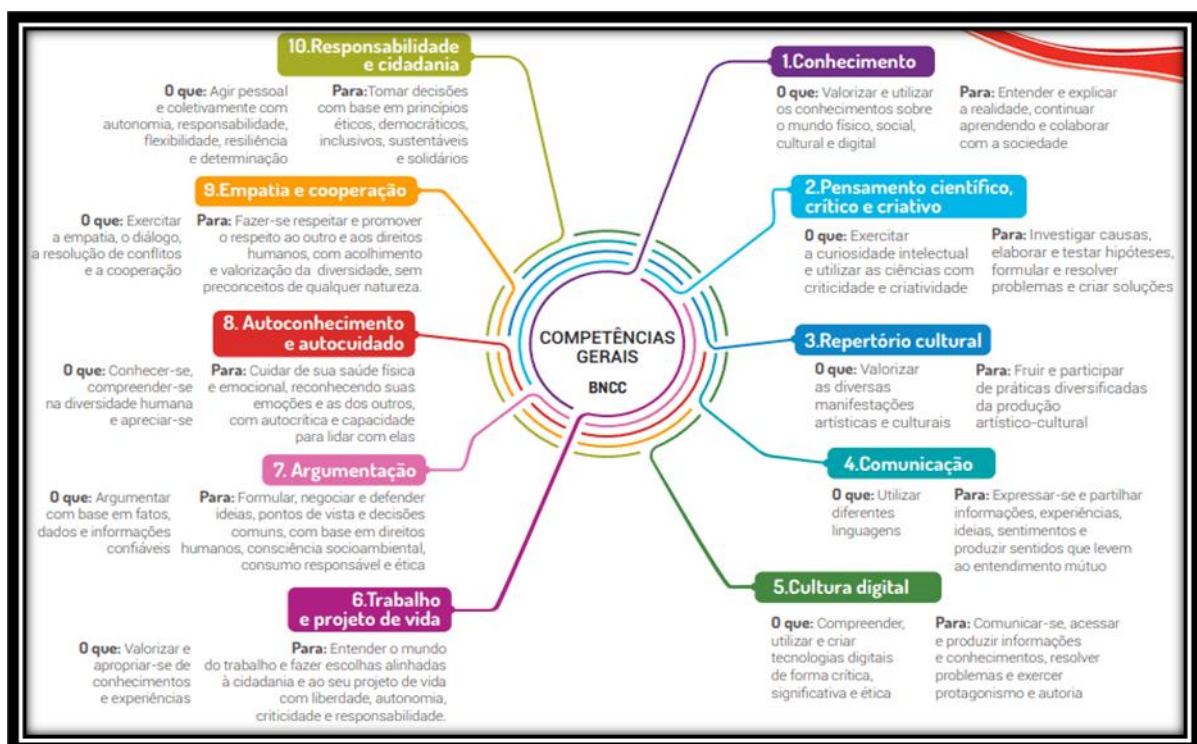 COMPETÊNCIAS
GERAIS
BNCC
1.Conhecimento
O que: Valorizar e utilizar
os conhecimentos sobre
o mundo físico, social,
cultural e digital
Para: Entender e explicar
a realidade, continuar
aprendendo e colaborar
com a sociedade
2.Pensamento científico,
crítico e criativo
O que: Exercitar
a curiosidade intelectual
e utilizar as ciências com
criticidade e criatividade
Para: Investigar causas,
elaborar e testar hipóteses,
formular e resolver
problemas e criar soluções
3.Repertório cultural
O que: Valorizar
as diversas
manifestações
artísticas e culturais
Para: Fruir e participar
de práticas diversificadas
da produção
artístico-cultural
4.Comunicação
O que: Utilizar
diferentes
linguagens
Para: Expressar-se e partilhar
informações, experiências,
ideias, sentimentos e
produzir sentidos que levem
ao entendimento mútuo
5.Cultura digital
O que: Compreender,
utilizar e criar
tecnologias digitais
de forma crítica,
significativa e ética
Para: Comunicar-se, acessar
e produzir informações
e conhecimentos, resolver
problemas e exercer
protagonismo e autoria
6.Trabalho
e projeto de vida
O que: Valorizar e
apropriar-se de
conhecimentos
e experiências
Para: Entender o mundo
do trabalho e fazer escolhas alinhadas
à cidadania e ao seu projeto de vida
com liberdade, autonomia,
criticidade e responsabilidade.
7. Argumentação
O que: Argumentar
com base em fatos,
dados e informações
confiáveis
Para: Formular, negociar e defender
ideias, pontos de vista e decisões
comuns, com base em direitos
humanos, consciência socioambiental,
consumo responsável e ética
8. Autoconhecimento
e autocuidado
O que: Conhecer-se,
compreender-se
na diversidade humana
e apreciar-se
Para: Cuidar de sua saúde física
e emocional, reconhecendo suas
emoções e as dos outros,
com autocrítica e capacidade
para lidar com elas
9.Empatia e cooperação
O que: Exercitar
a empatia, o diálogo,
a resolução de conflitos
e a cooperação
Para: Fazer-se respeitar e promover
o respeito ao outro e aos direitos
humanos, com acolhimento
e valorização da diversidade, sem
preconceitos de qualquer natureza.
10.Responsabilidade
e cidadania
O que: Agir pessoal
e coletivamente com
autonomia, responsabilidade,
flexibilidade, resiliência
e determinação
Para:Tomar decisões
com base em princípios
éticos, democráticos,
inclusivos, sustentáveis
e solidários